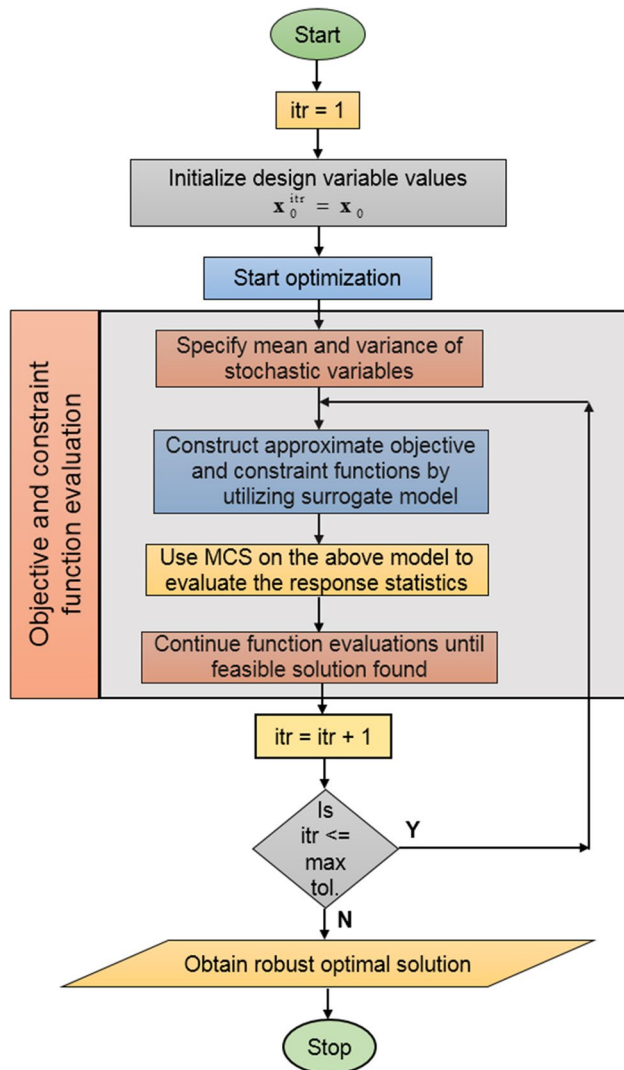 Start
itr = 1
Initialize design variable values
x₀ⁱᵗʳ = x₀
Start optimization
Objective and constraint
function evaluation
Specify mean and variance of
stochastic variables
Construct approximate objective
and constraint functions by
utilizing surrogate model
Use MCS on the above model to
evaluate the response statistics
Continue function evaluations until
feasible solution found
itr = itr + 1
Is
itr <=
max
tol.
Y
N
Obtain robust optimal solution
Stop